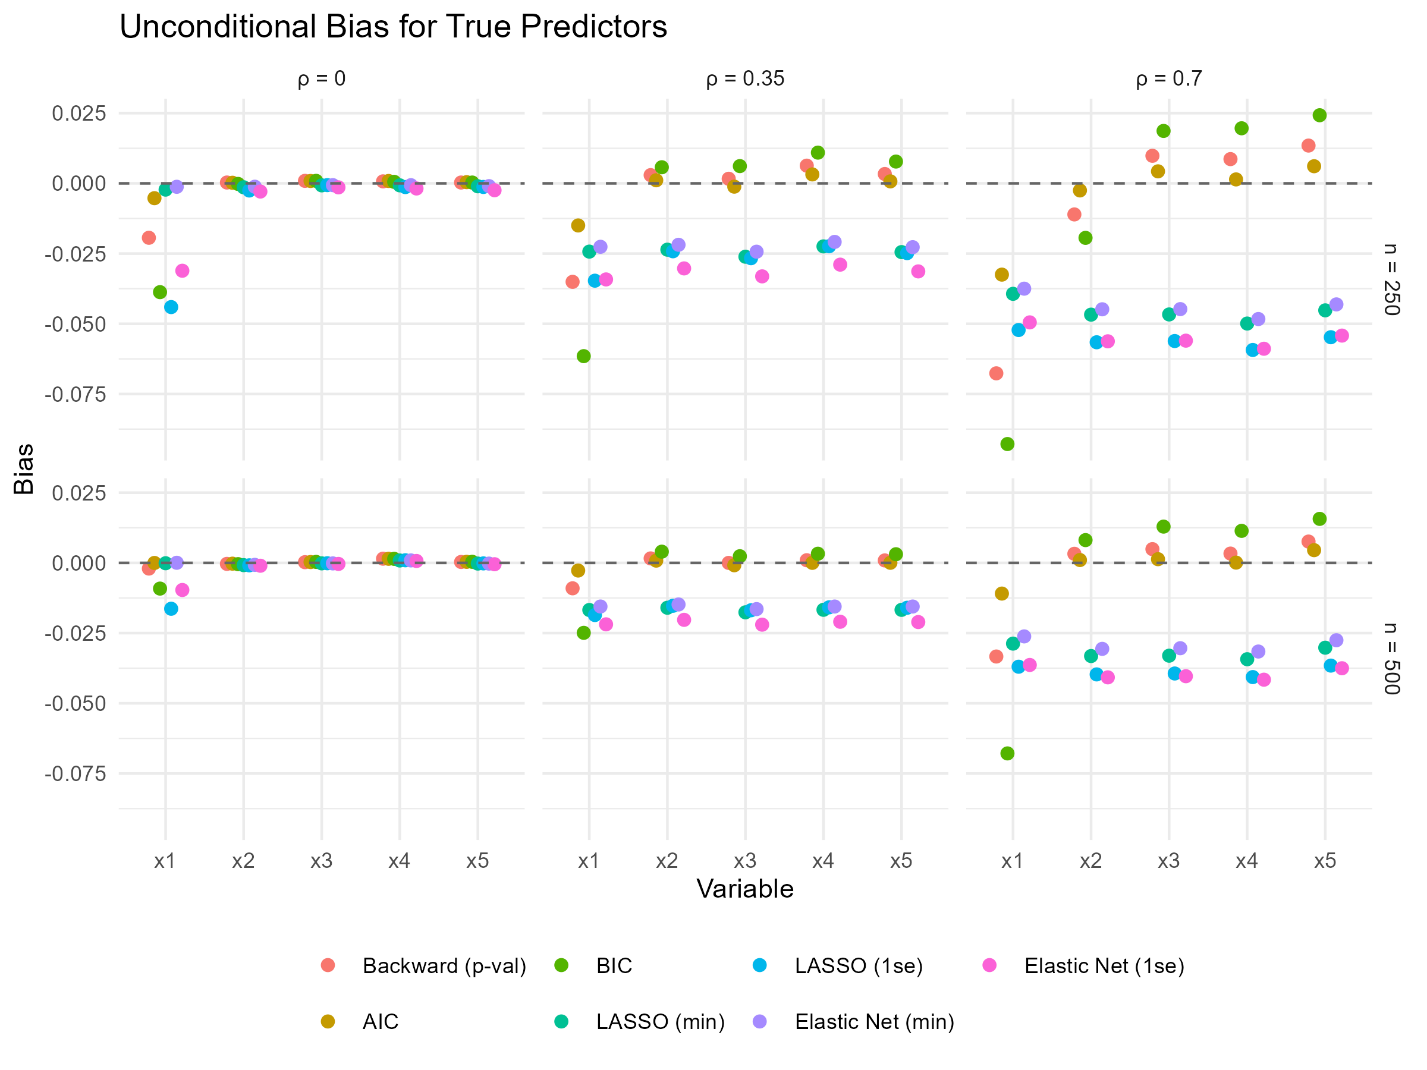 Unconditional Bias for True Predictors
ρ = 0 ρ = 0.35 ρ = 0.7
0.025
0.000
-0.025
-0.050
-0.075
n = 250
Bias
0.025
0.000
-0.025
-0.050
-0.075
n = 500
x1 x2 x3 x4 x5 x1 x2 x3 x4 x5 x1 x2 x3 x4 x5
Variable
Backward (p-val) BIC LASSO (1se) Elastic Net (1se)
AIC LASSO (min) Elastic Net (min)